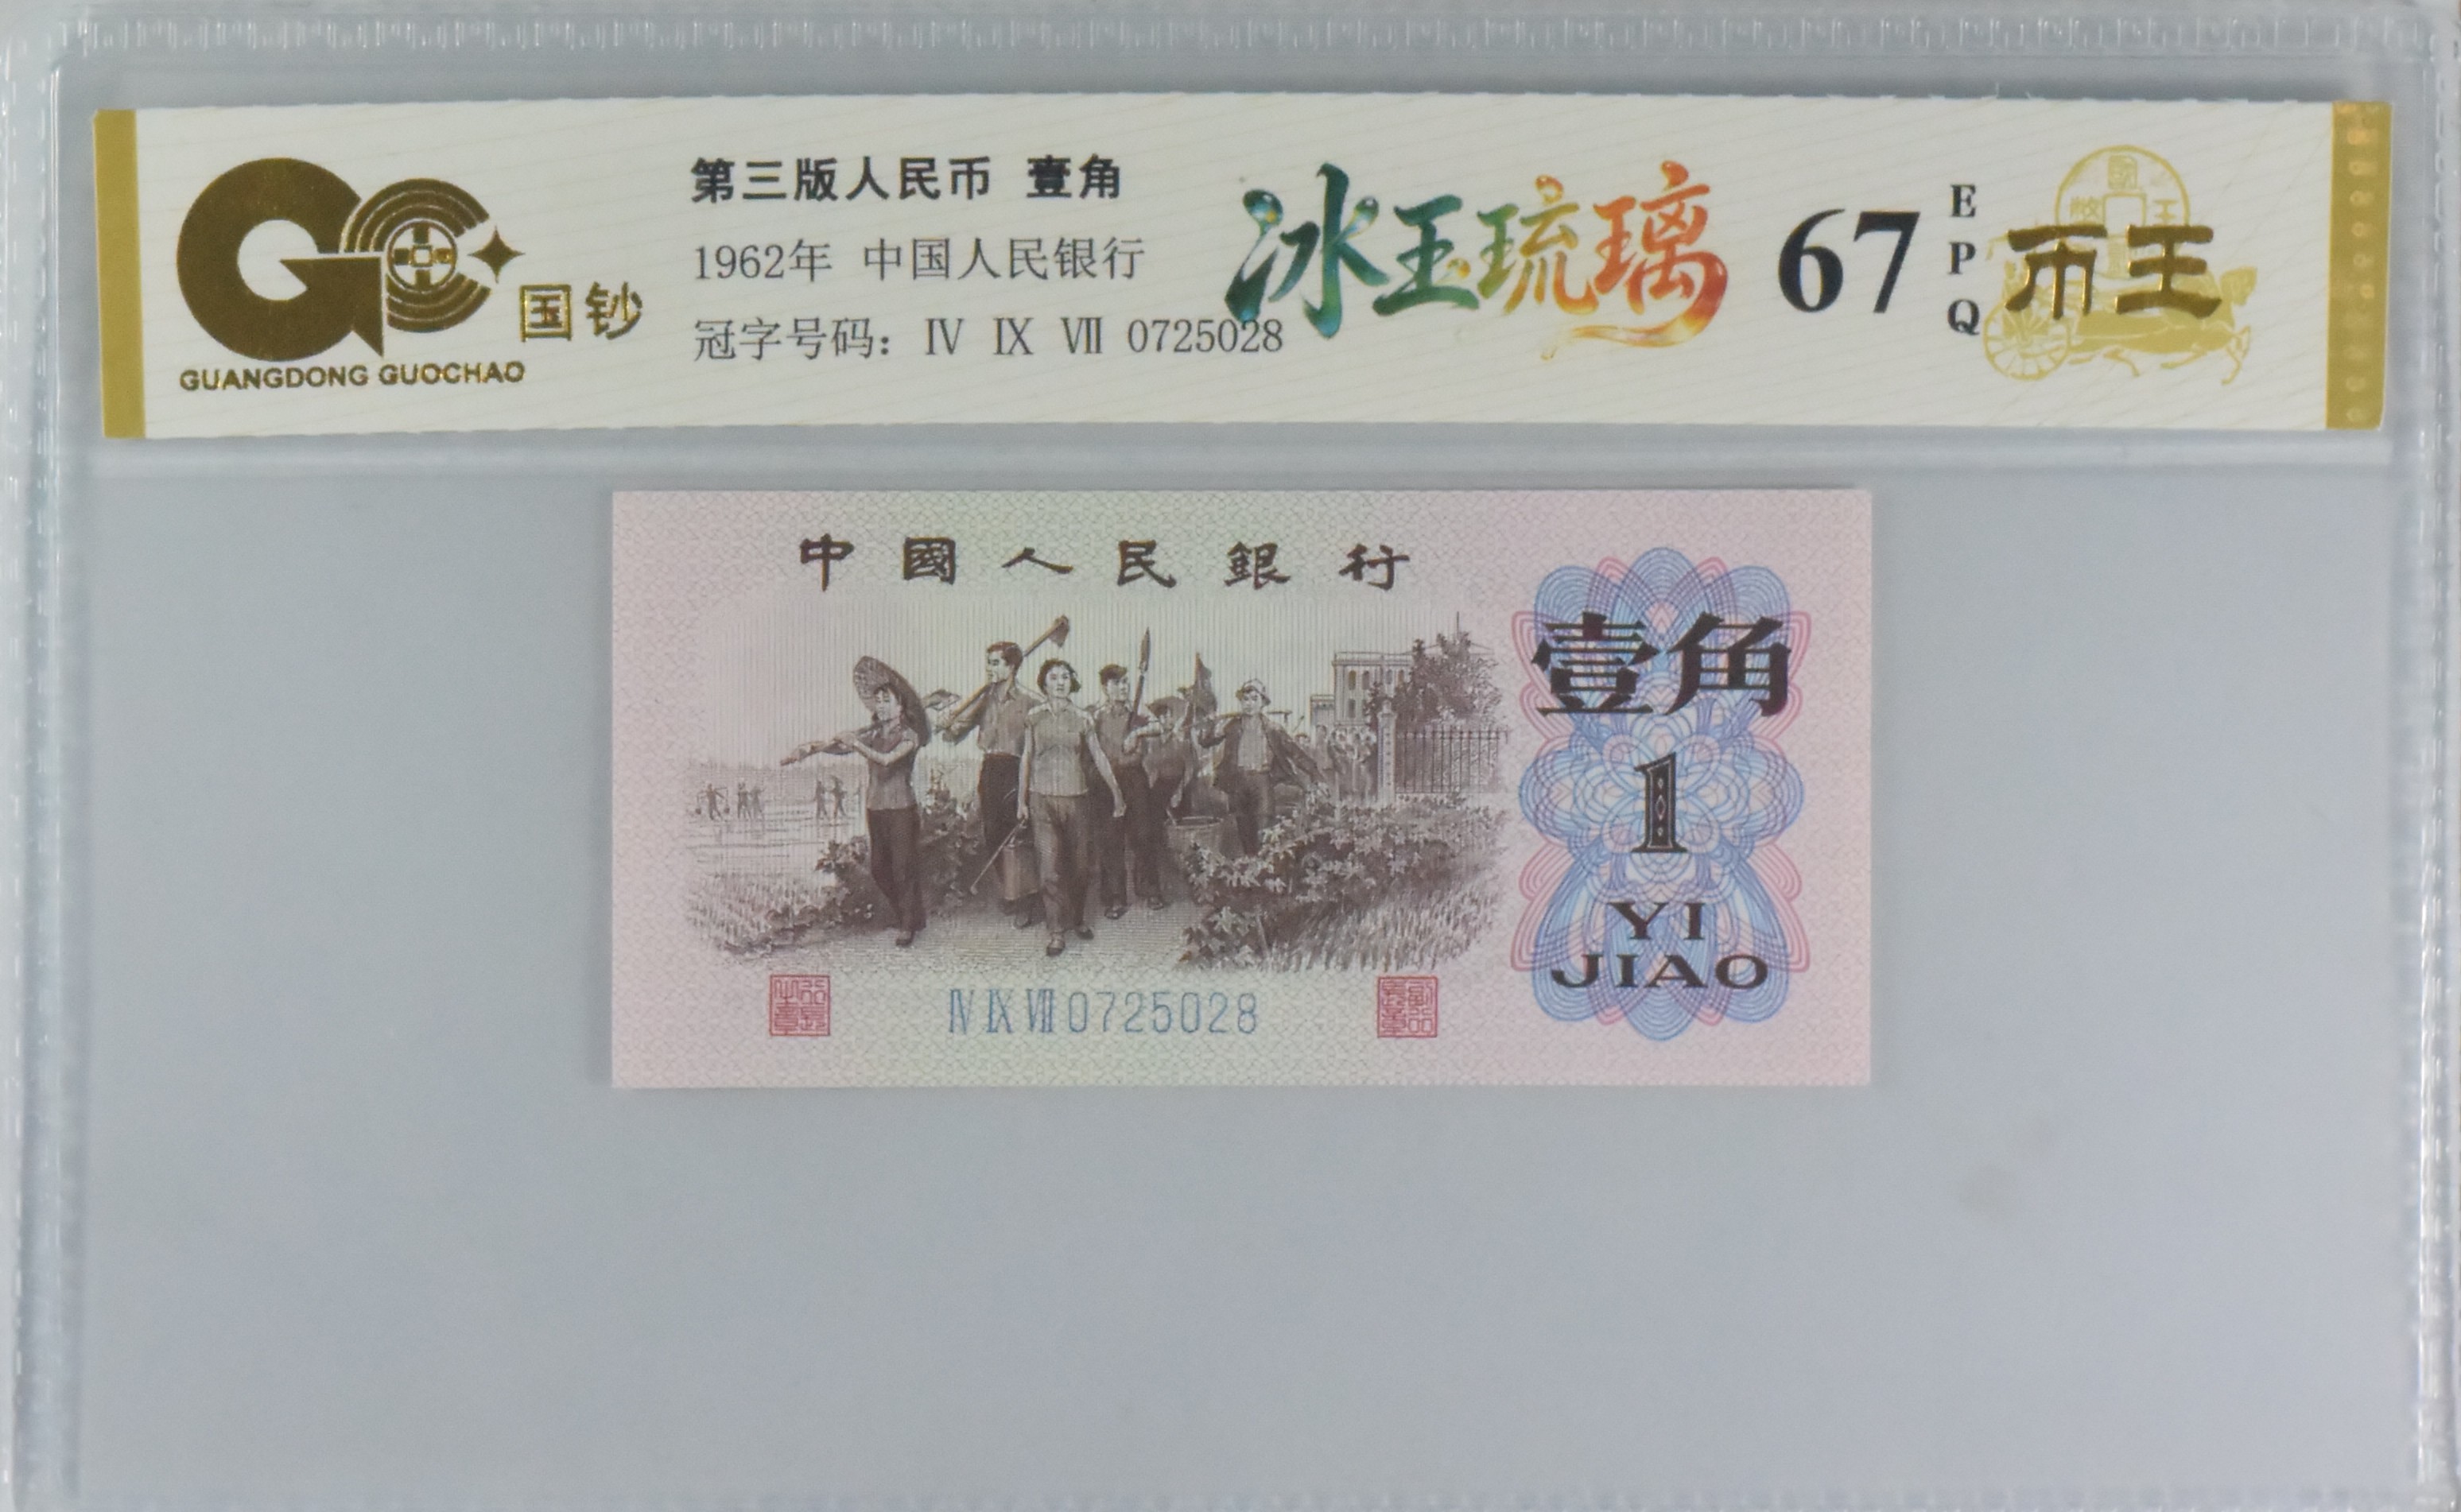 国钞
GUANGDONG GUOCHAO
第三版人民币 壹角
1962年 中国人民银行
冠字号码：Ⅳ Ⅸ Ⅶ 0725028
冰玉琉璃
67
E
P
Q
币王
中國人民銀行
壹角
1
YI
JIAO
Ⅳ Ⅸ Ⅶ 0725028